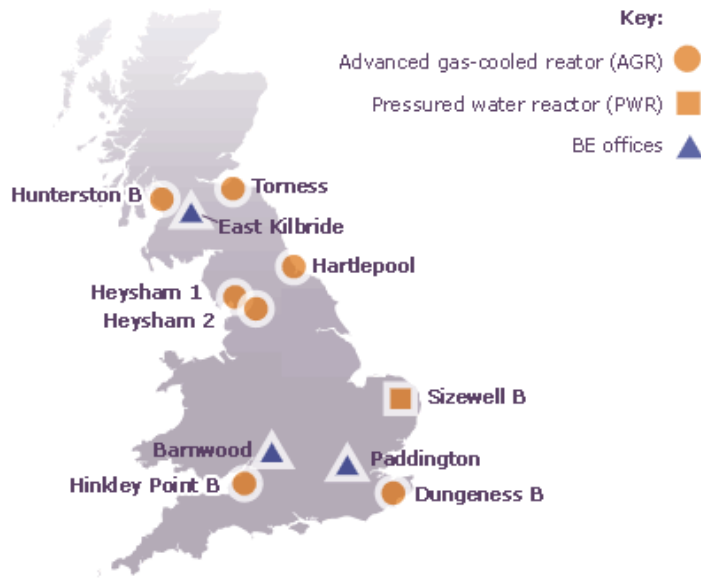 Key:
Advanced gas-cooled reator (AGR)
Pressured water reactor (PWR)
BE offices
Hunterston B
Torness
East Kilbride
Hartlepool
Heysham 1
Heysham 2
Sizewell B
Barnwood
Paddington
Hinkley Point B
Dungeness B